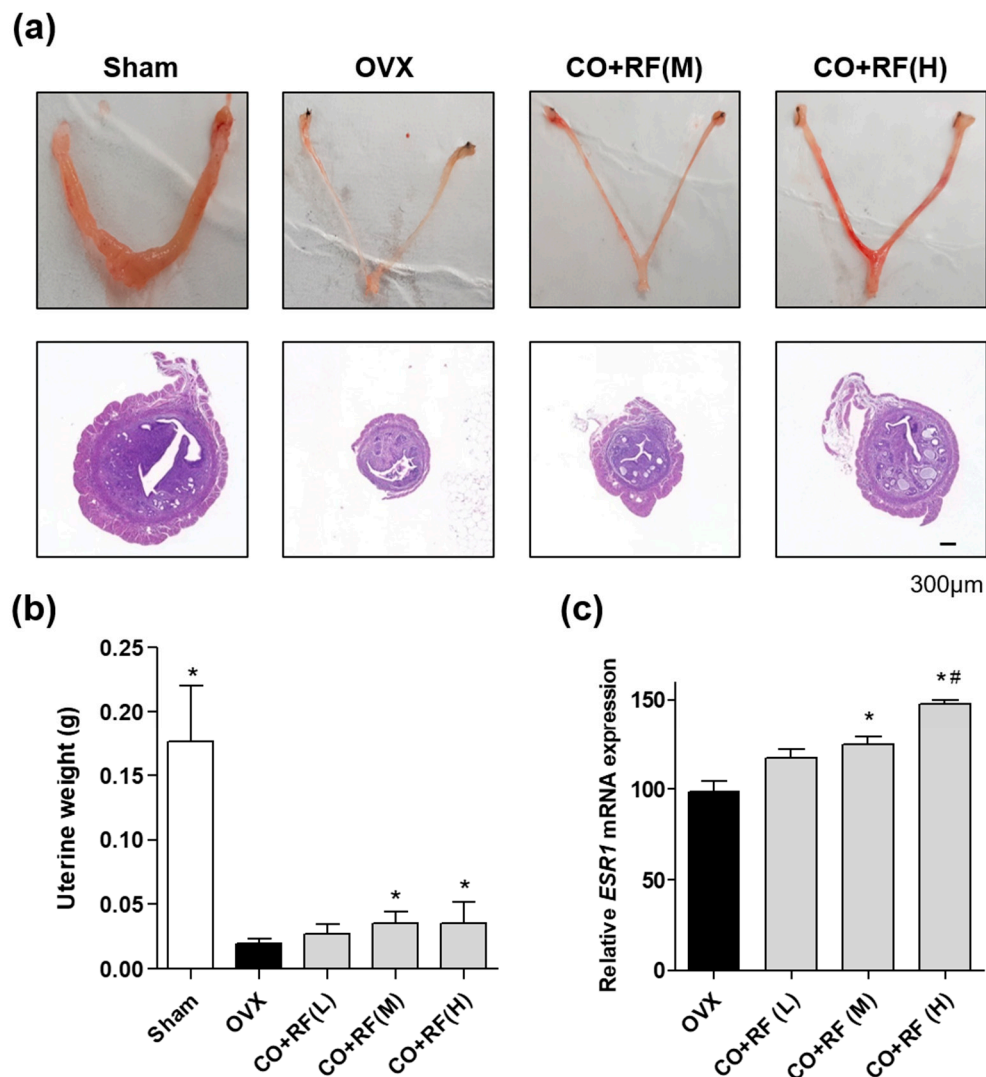 (a)
Sham OVX CO+RF(M) CO+RF(H)
300μm
(b)
Uterine weight (g)
0.25
0.20
0.15
0.10
0.05
0.00
*
*
*
Sham
OVX
CO+RF(L)
CO+RF(M)
CO+RF(H)
(c)
Relative ESR1 mRNA expression
150
100
50
0
*
*#
OVX
CO+RF (L)
CO+RF (M)
CO+RF (H)